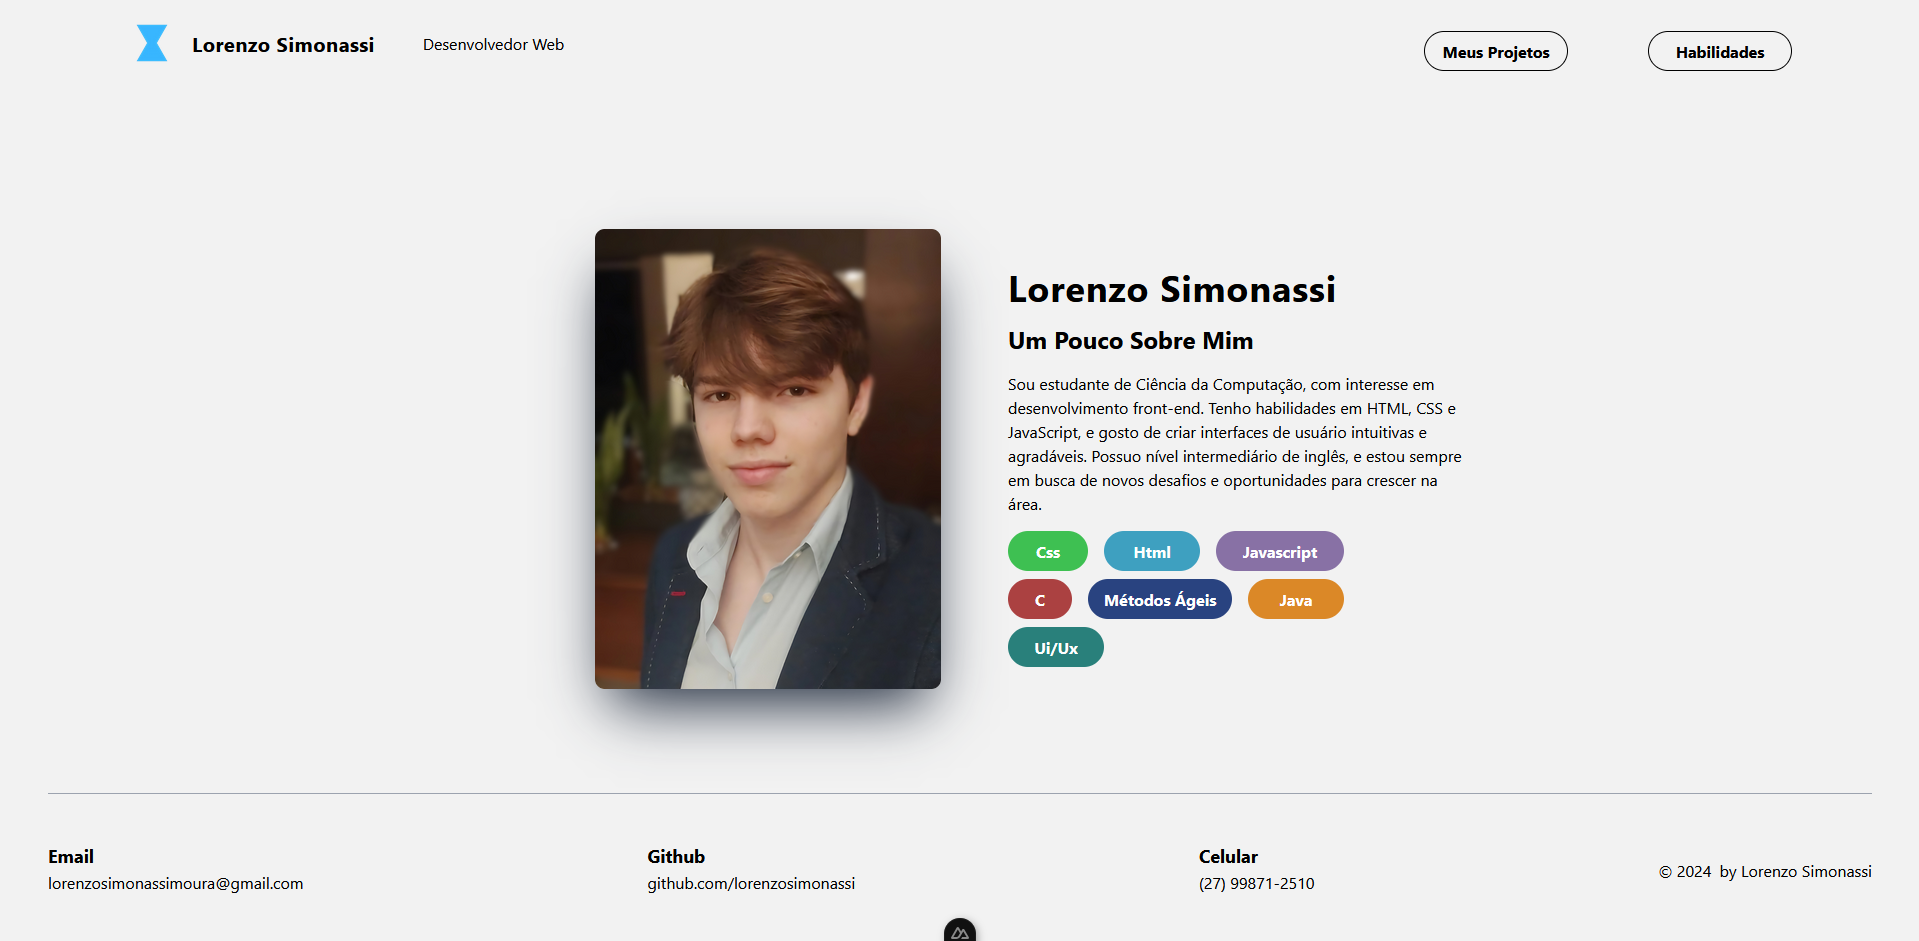 Lorenzo Simonassi
Desenvolvedor Web
Meus Projetos
Habilidades
Lorenzo Simonassi
Um Pouco Sobre Mim
Sou estudante de Ciência da Computação, com interesse em
desenvolvimento front-end. Tenho habilidades em HTML, CSS e
JavaScript, e gosto de criar interfaces de usuário intuitivas e
agradáveis. Possuo nível intermediário de inglês, e estou sempre
em busca de novos desafios e oportunidades para crescer na
área.
Css
Html
Javascript
C
Métodos Ágeis
Java
Ui/Ux
Email
lorenzosimonassimoura@gmail.com
Github
github.com/lorenzosimonassi
Celular
(27) 99871-2510
© 2024 by Lorenzo Simonassi